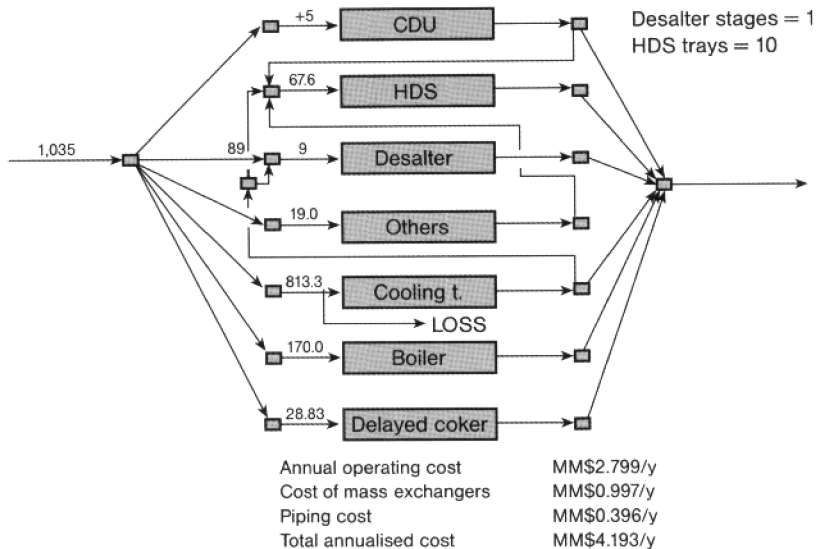 +5
CDU
Desalter stages = 1
HDS trays = 10
67.6
HDS
1,035
89
9
Desalter
19.0
Others
813.3
Cooling t.
LOSS
170.0
Boiler
28.83
Delayed coker
Annual operating cost MM$2.799/y
Cost of mass exchangers MM$0.997/y
Piping cost MM$0.396/y
Total annualised cost MM$4.193/y